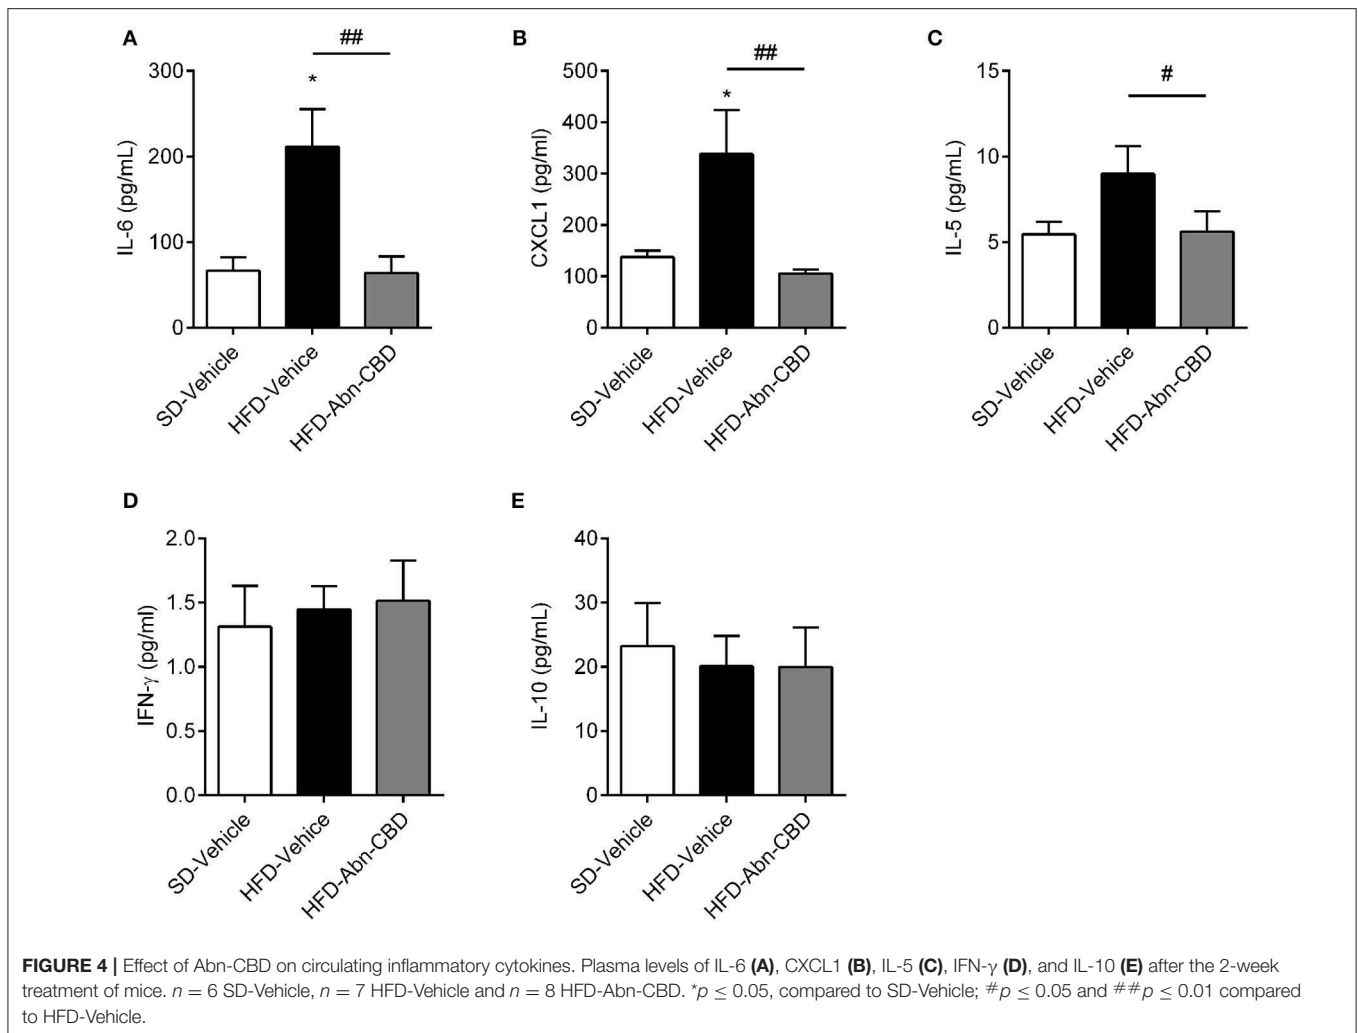 A
##
*
300
200
100
0
IL-6 (pg/mL)
SD-Vehicle
HFD-Vehice
HFD-Abn-CBD
B
##
*
500
400
300
200
100
0
CXCL1 (pg/ml)
SD-Vehicle
HFD-Vehice
HFD-Abn-CBD
C
#
15
10
5
0
IL-5 (pg/mL)
SD-Vehicle
HFD-Vehice
HFD-Abn-CBD
D
2.0
1.5
1.0
0.5
0.0
IFN-γ (pg/ml)
SD-Vehicle
HFD-Vehice
HFD-Abn-CBD
E
40
30
20
10
0
IL-10 (pg/mL)
SD-Vehicle
HFD-Vehice
HFD-Abn-CBD
FIGURE 4 | Effect of Abn-CBD on circulating inflammatory cytokines. Plasma levels of IL-6 (A), CXCL1 (B), IL-5 (C), IFN-γ (D), and IL-10 (E) after the 2-week
treatment of mice. n = 6 SD-Vehicle, n = 7 HFD-Vehicle and n = 8 HFD-Abn-CBD. *p ≤ 0.05, compared to SD-Vehicle; #p ≤ 0.05 and ##p ≤ 0.01 compared
to HFD-Vehicle.